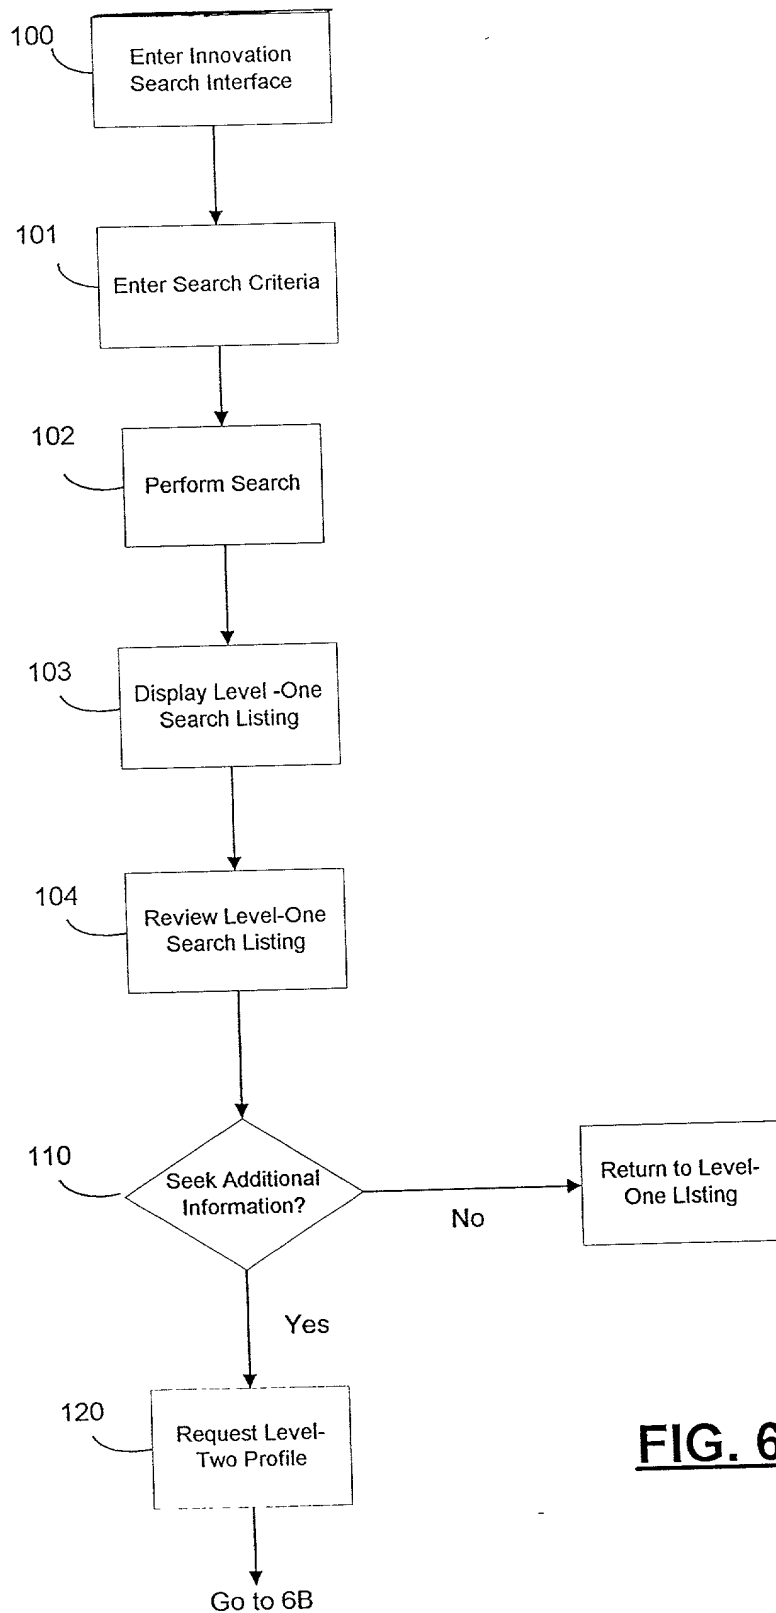 100
Enter Innovation
Search Interface
101
Enter Search Criteria
102
Perform Search
103
Display Level -One
Search Listing
104
Review Level-One
Search Listing
110
Seek Additional
Information?
No
Return to Level-
One Listing
Yes
120
Request Level-
Two Profile
FIG. 6
Go to 6B